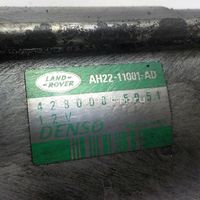 LAND-
ROVER
AH22-11001-AD
428000-5951
12V
DENSO